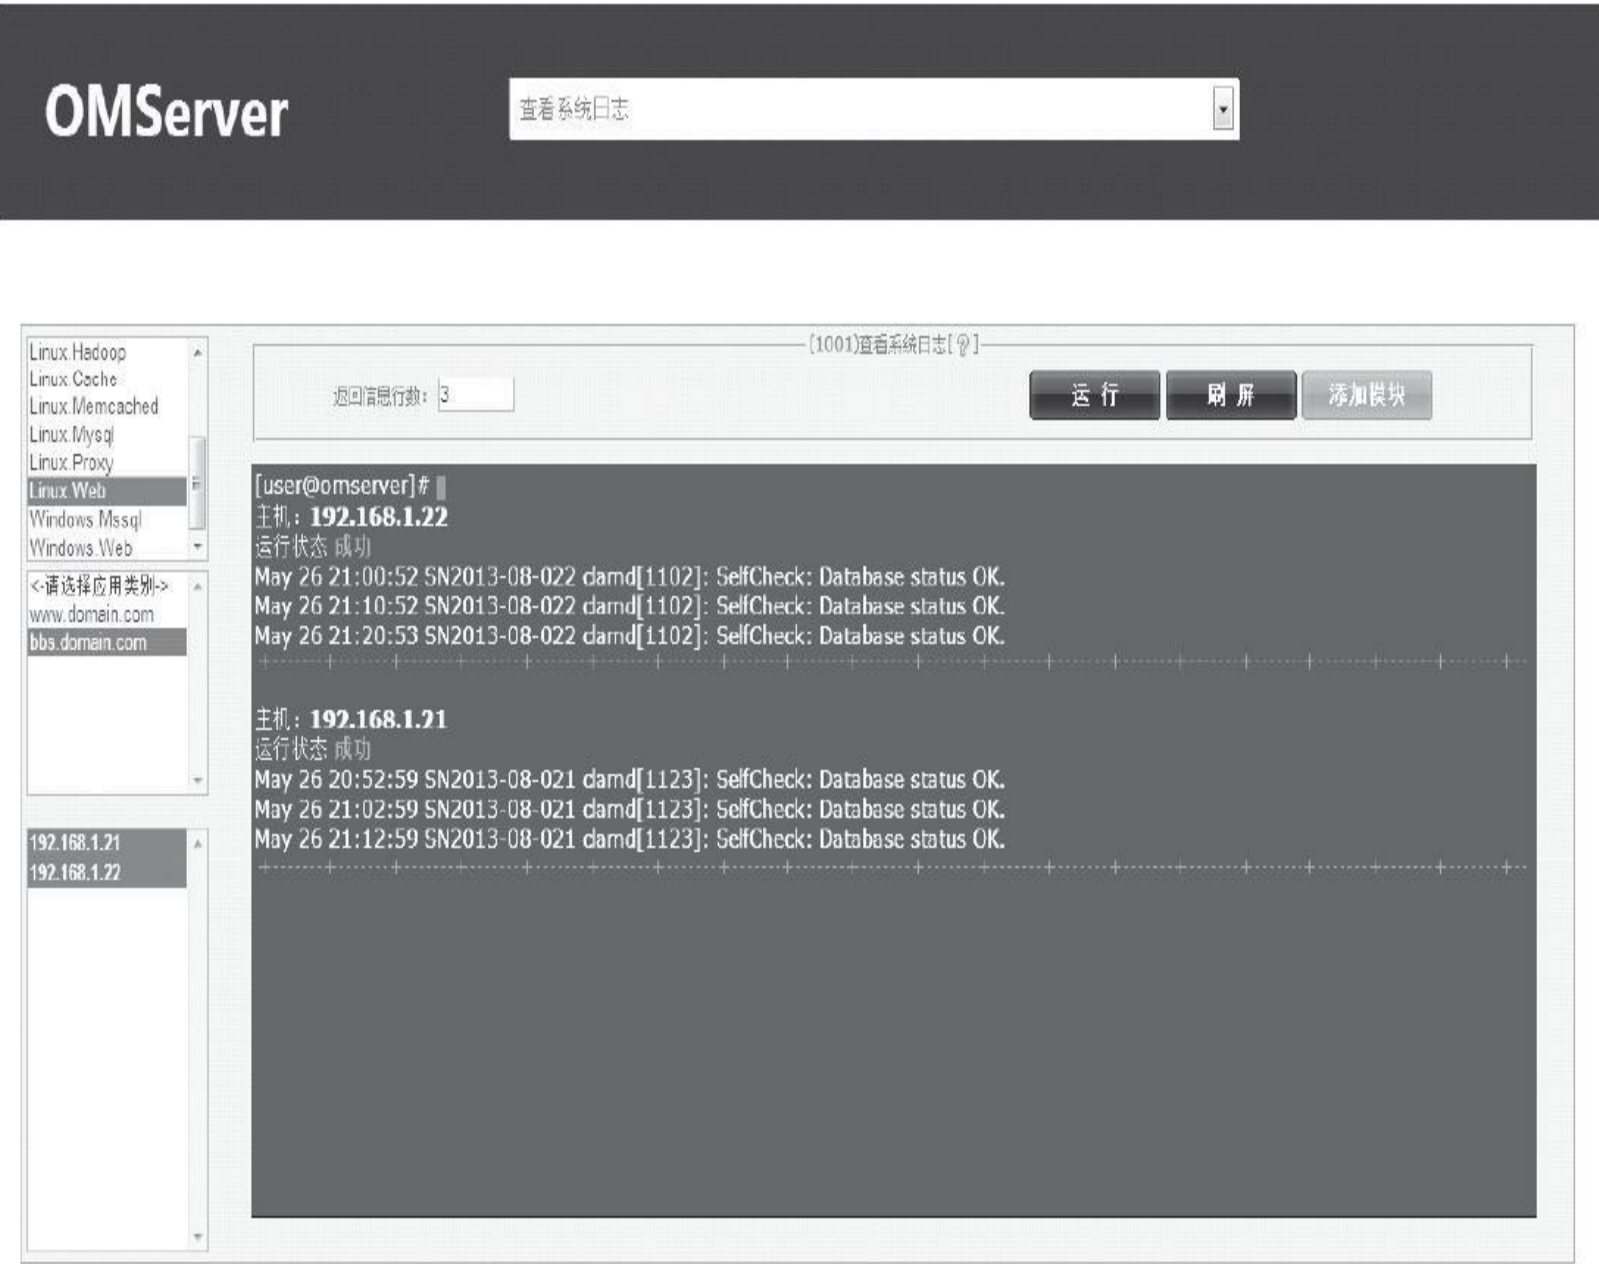 OMServer
查看系统日志
Linux.Hadoop
Linux.Cache
Linux.Memcached
Linux.Mysql
Linux.Proxy
Linux.Web
Windows.Mssql
Windows.Web
<-请选择应用类别->
www.domain.com
bbs.domain.com
192.168.1.21
192.168.1.22
(1001)查看系统日志[?]
返回信息行数: 3
运 行
刷 屏
添加模块
[user@omserver]#
主机: 192.168.1.22
运行状态 成功
May 26 21:00:52 SN2013-08-022 clamd[1102]: SelfCheck: Database status OK.
May 26 21:10:52 SN2013-08-022 clamd[1102]: SelfCheck: Database status OK.
May 26 21:20:53 SN2013-08-022 clamd[1102]: SelfCheck: Database status OK.
主机: 192.168.1.21
运行状态 成功
May 26 20:52:59 SN2013-08-021 clamd[1123]: SelfCheck: Database status OK.
May 26 21:02:59 SN2013-08-021 clamd[1123]: SelfCheck: Database status OK.
May 26 21:12:59 SN2013-08-021 clamd[1123]: SelfCheck: Database status OK.